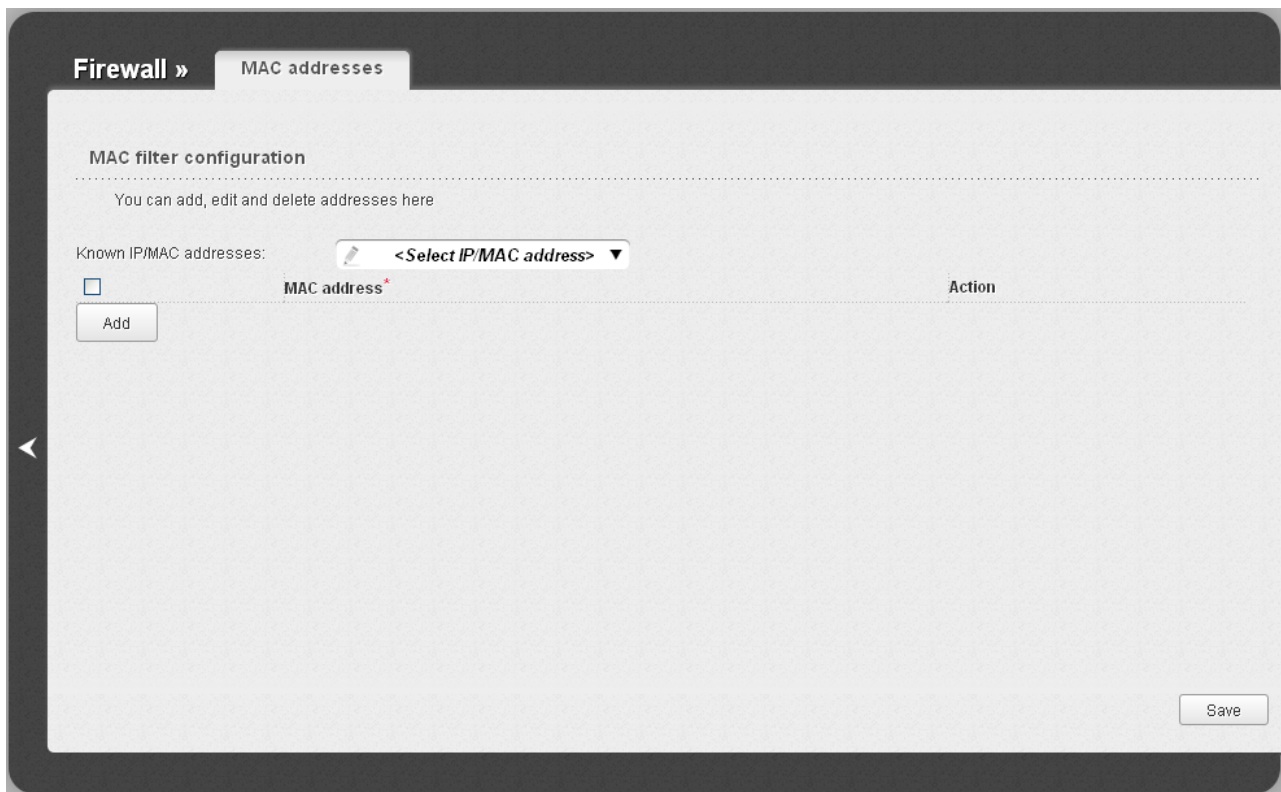 Firewall » MAC addresses
MAC filter configuration
You can add, edit and delete addresses here
Known IP/MAC addresses: <Select IP/MAC address> ▼
MAC address* Action
Add
Save